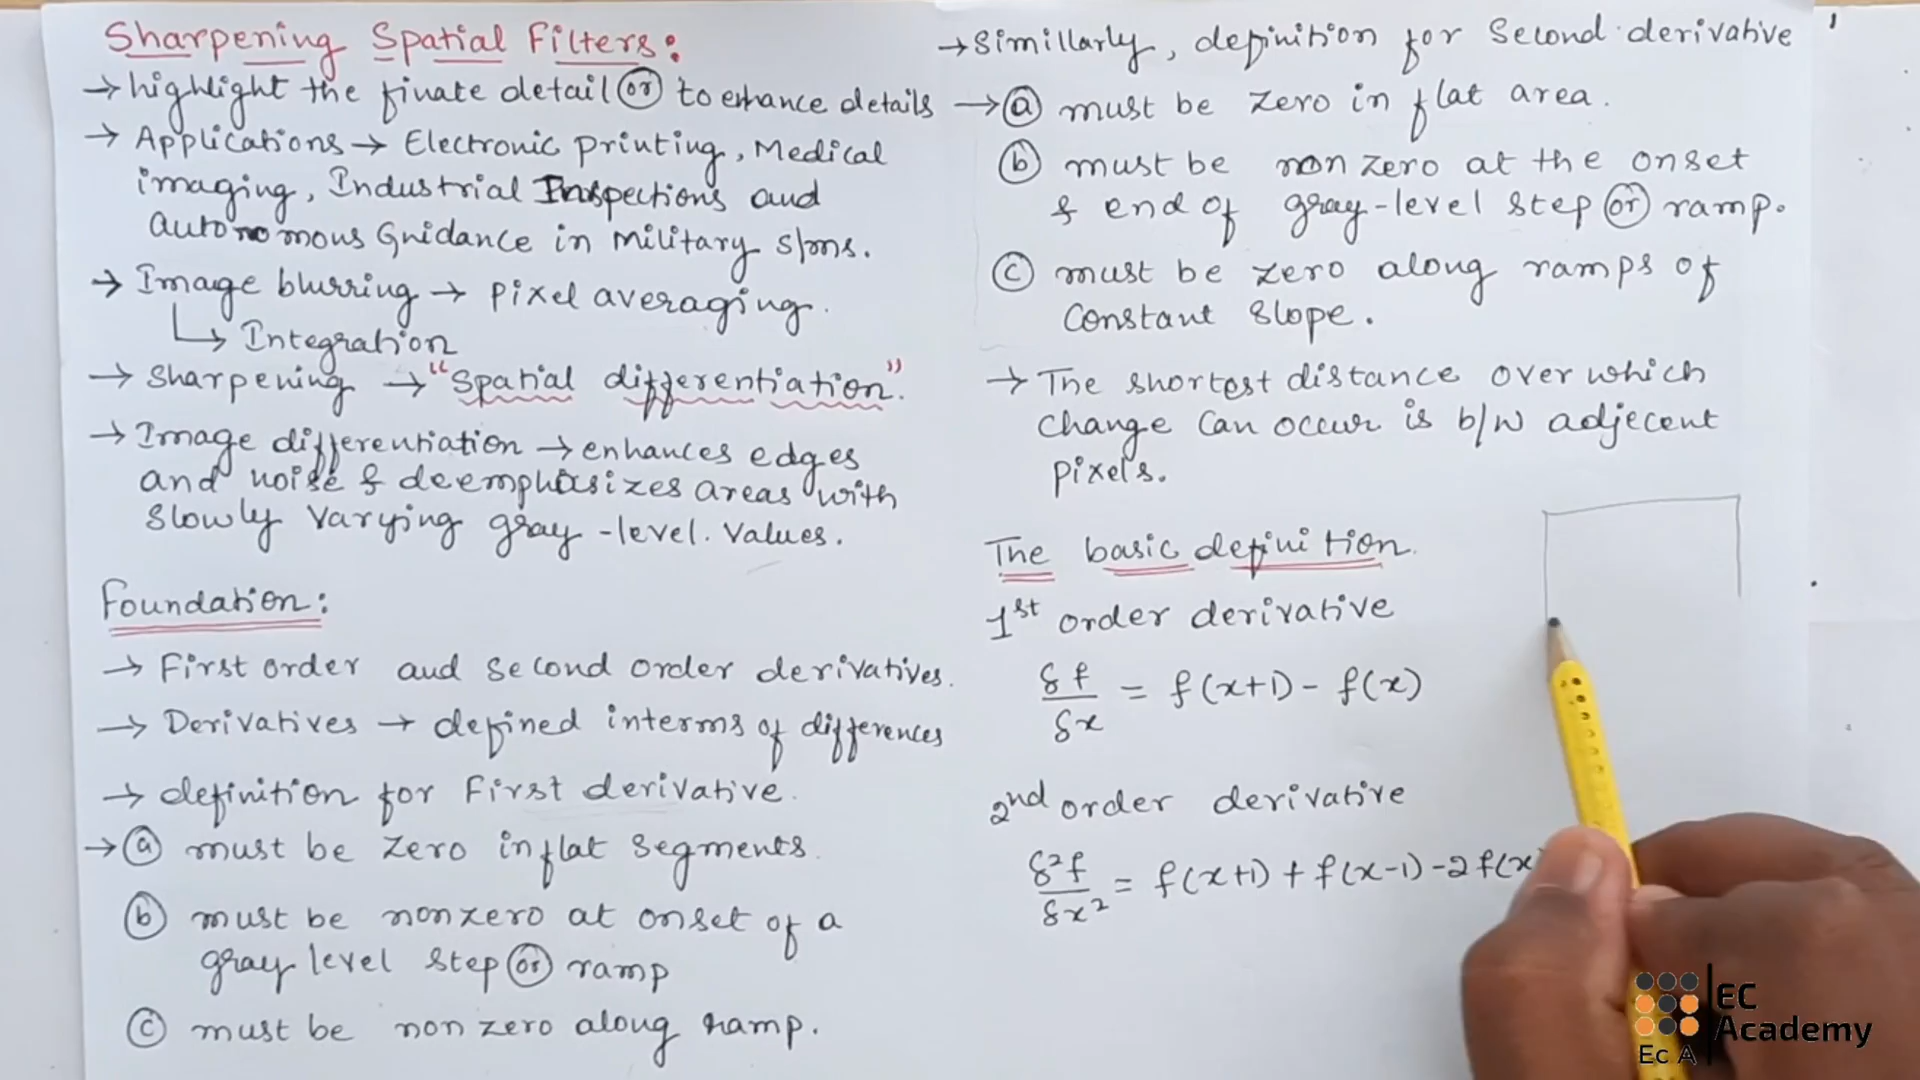 Sharpening Spatial Filters:
→ highlight the finate detail or to enhance details
→ Applications → Electronic printing, Medical
imaging, Industrial Inspections and
Autonomous Guidance in military s/ms.
→ Image blurring → pixel averaging.
↳ Integration
→ Sharpening → "Spatial differentiation".
→ Image differentiation → enhances edges
and noise & deemphasizes areas with
slowly varying gray-level. Values.
Foundation:
→ First order and second order derivatives.
→ Derivatives → defined interms of differences
→ definition for First derivative.
→ a must be zero in flat segments.
b must be nonzero at onset of a
gray level step or ramp
c must be non zero along ramp.
→ Simillarly, definition for Second derivative
→ a must be zero in flat area.
b must be non zero at the onset
& end of gray-level step or ramp.
c must be zero along ramps of
constant slope.
→ The shortest distance over which
change can occur is b/w adjecent
pixels.
The basic definition.
1st order derivative
δf/δx = f(x+1) - f(x)
2nd order derivative
δ²f/δx² = f(x+1) + f(x-1) -2f(x)
EC
Academy
Ec A